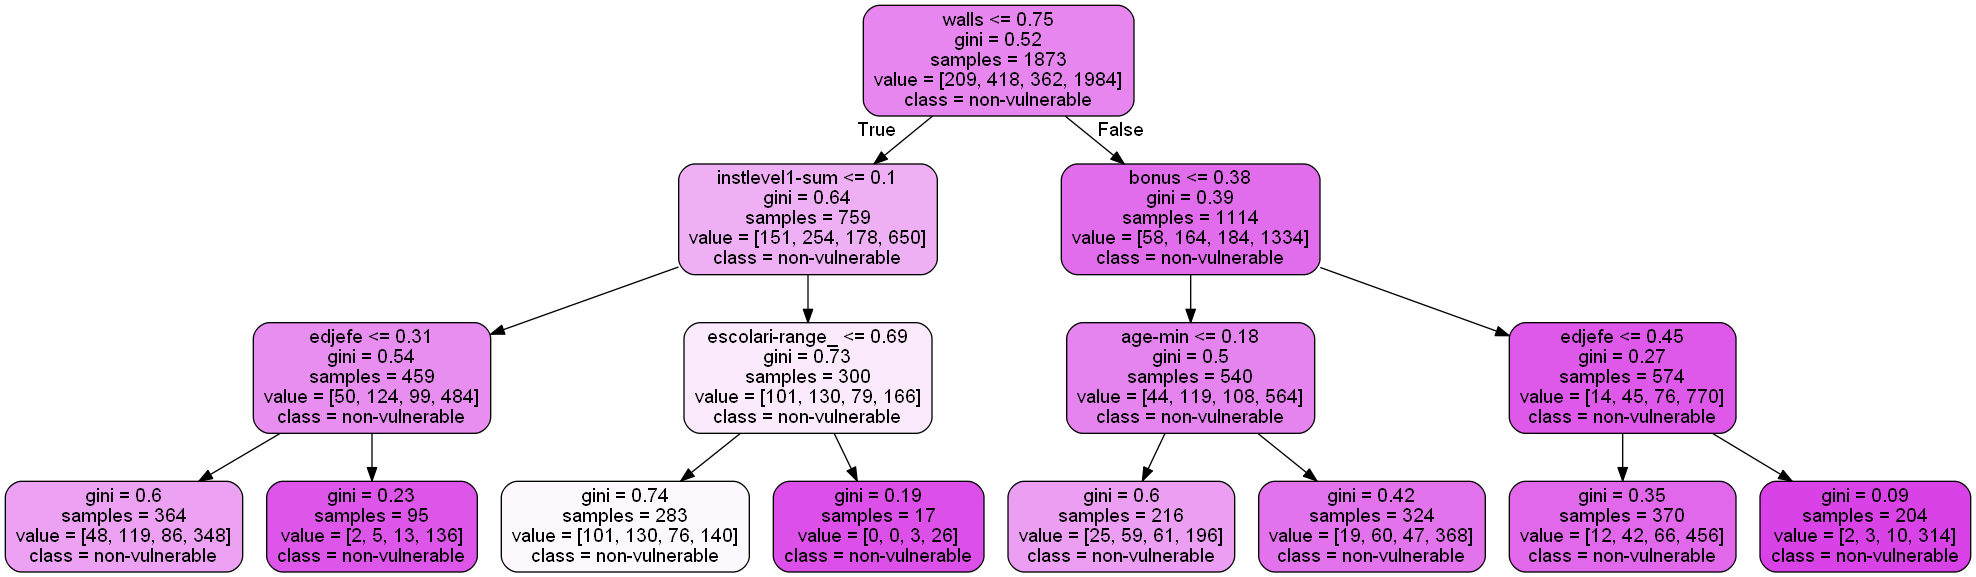 walls <= 0.75
gini = 0.52
samples = 1873
value = [209, 418, 362, 1984]
class = non-vulnerable
True
False
instlevel1-sum <= 0.1
gini = 0.64
samples = 759
value = [151, 254, 178, 650]
class = non-vulnerable
bonus <= 0.38
gini = 0.39
samples = 1114
value = [58, 164, 184, 1334]
class = non-vulnerable
edjefe <= 0.31
gini = 0.54
samples = 459
value = [50, 124, 99, 484]
class = non-vulnerable
escolari-range_ <= 0.69
gini = 0.73
samples = 300
value = [101, 130, 79, 166]
class = non-vulnerable
age-min <= 0.18
gini = 0.5
samples = 540
value = [44, 119, 108, 564]
class = non-vulnerable
edjefe <= 0.45
gini = 0.27
samples = 574
value = [14, 45, 76, 770]
class = non-vulnerable
gini = 0.6
samples = 364
value = [48, 119, 86, 348]
class = non-vulnerable
gini = 0.23
samples = 95
value = [2, 5, 13, 136]
class = non-vulnerable
gini = 0.74
samples = 283
value = [101, 130, 76, 140]
class = non-vulnerable
gini = 0.19
samples = 17
value = [0, 0, 3, 26]
class = non-vulnerable
gini = 0.6
samples = 216
value = [25, 59, 61, 196]
class = non-vulnerable
gini = 0.42
samples = 324
value = [19, 60, 47, 368]
class = non-vulnerable
gini = 0.35
samples = 370
value = [12, 42, 66, 456]
class = non-vulnerable
gini = 0.09
samples = 204
value = [2, 3, 10, 314]
class = non-vulnerable